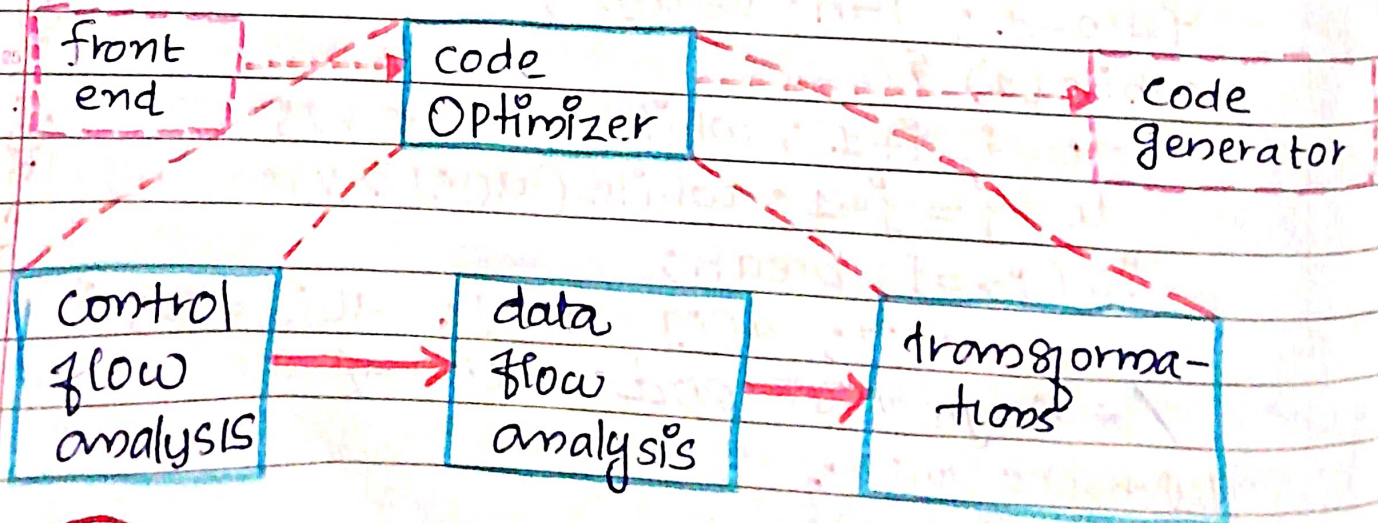 front
end
code
Optimizer
code
generator
control
flow
analysis
data
flow
analysis
transforma-
tions